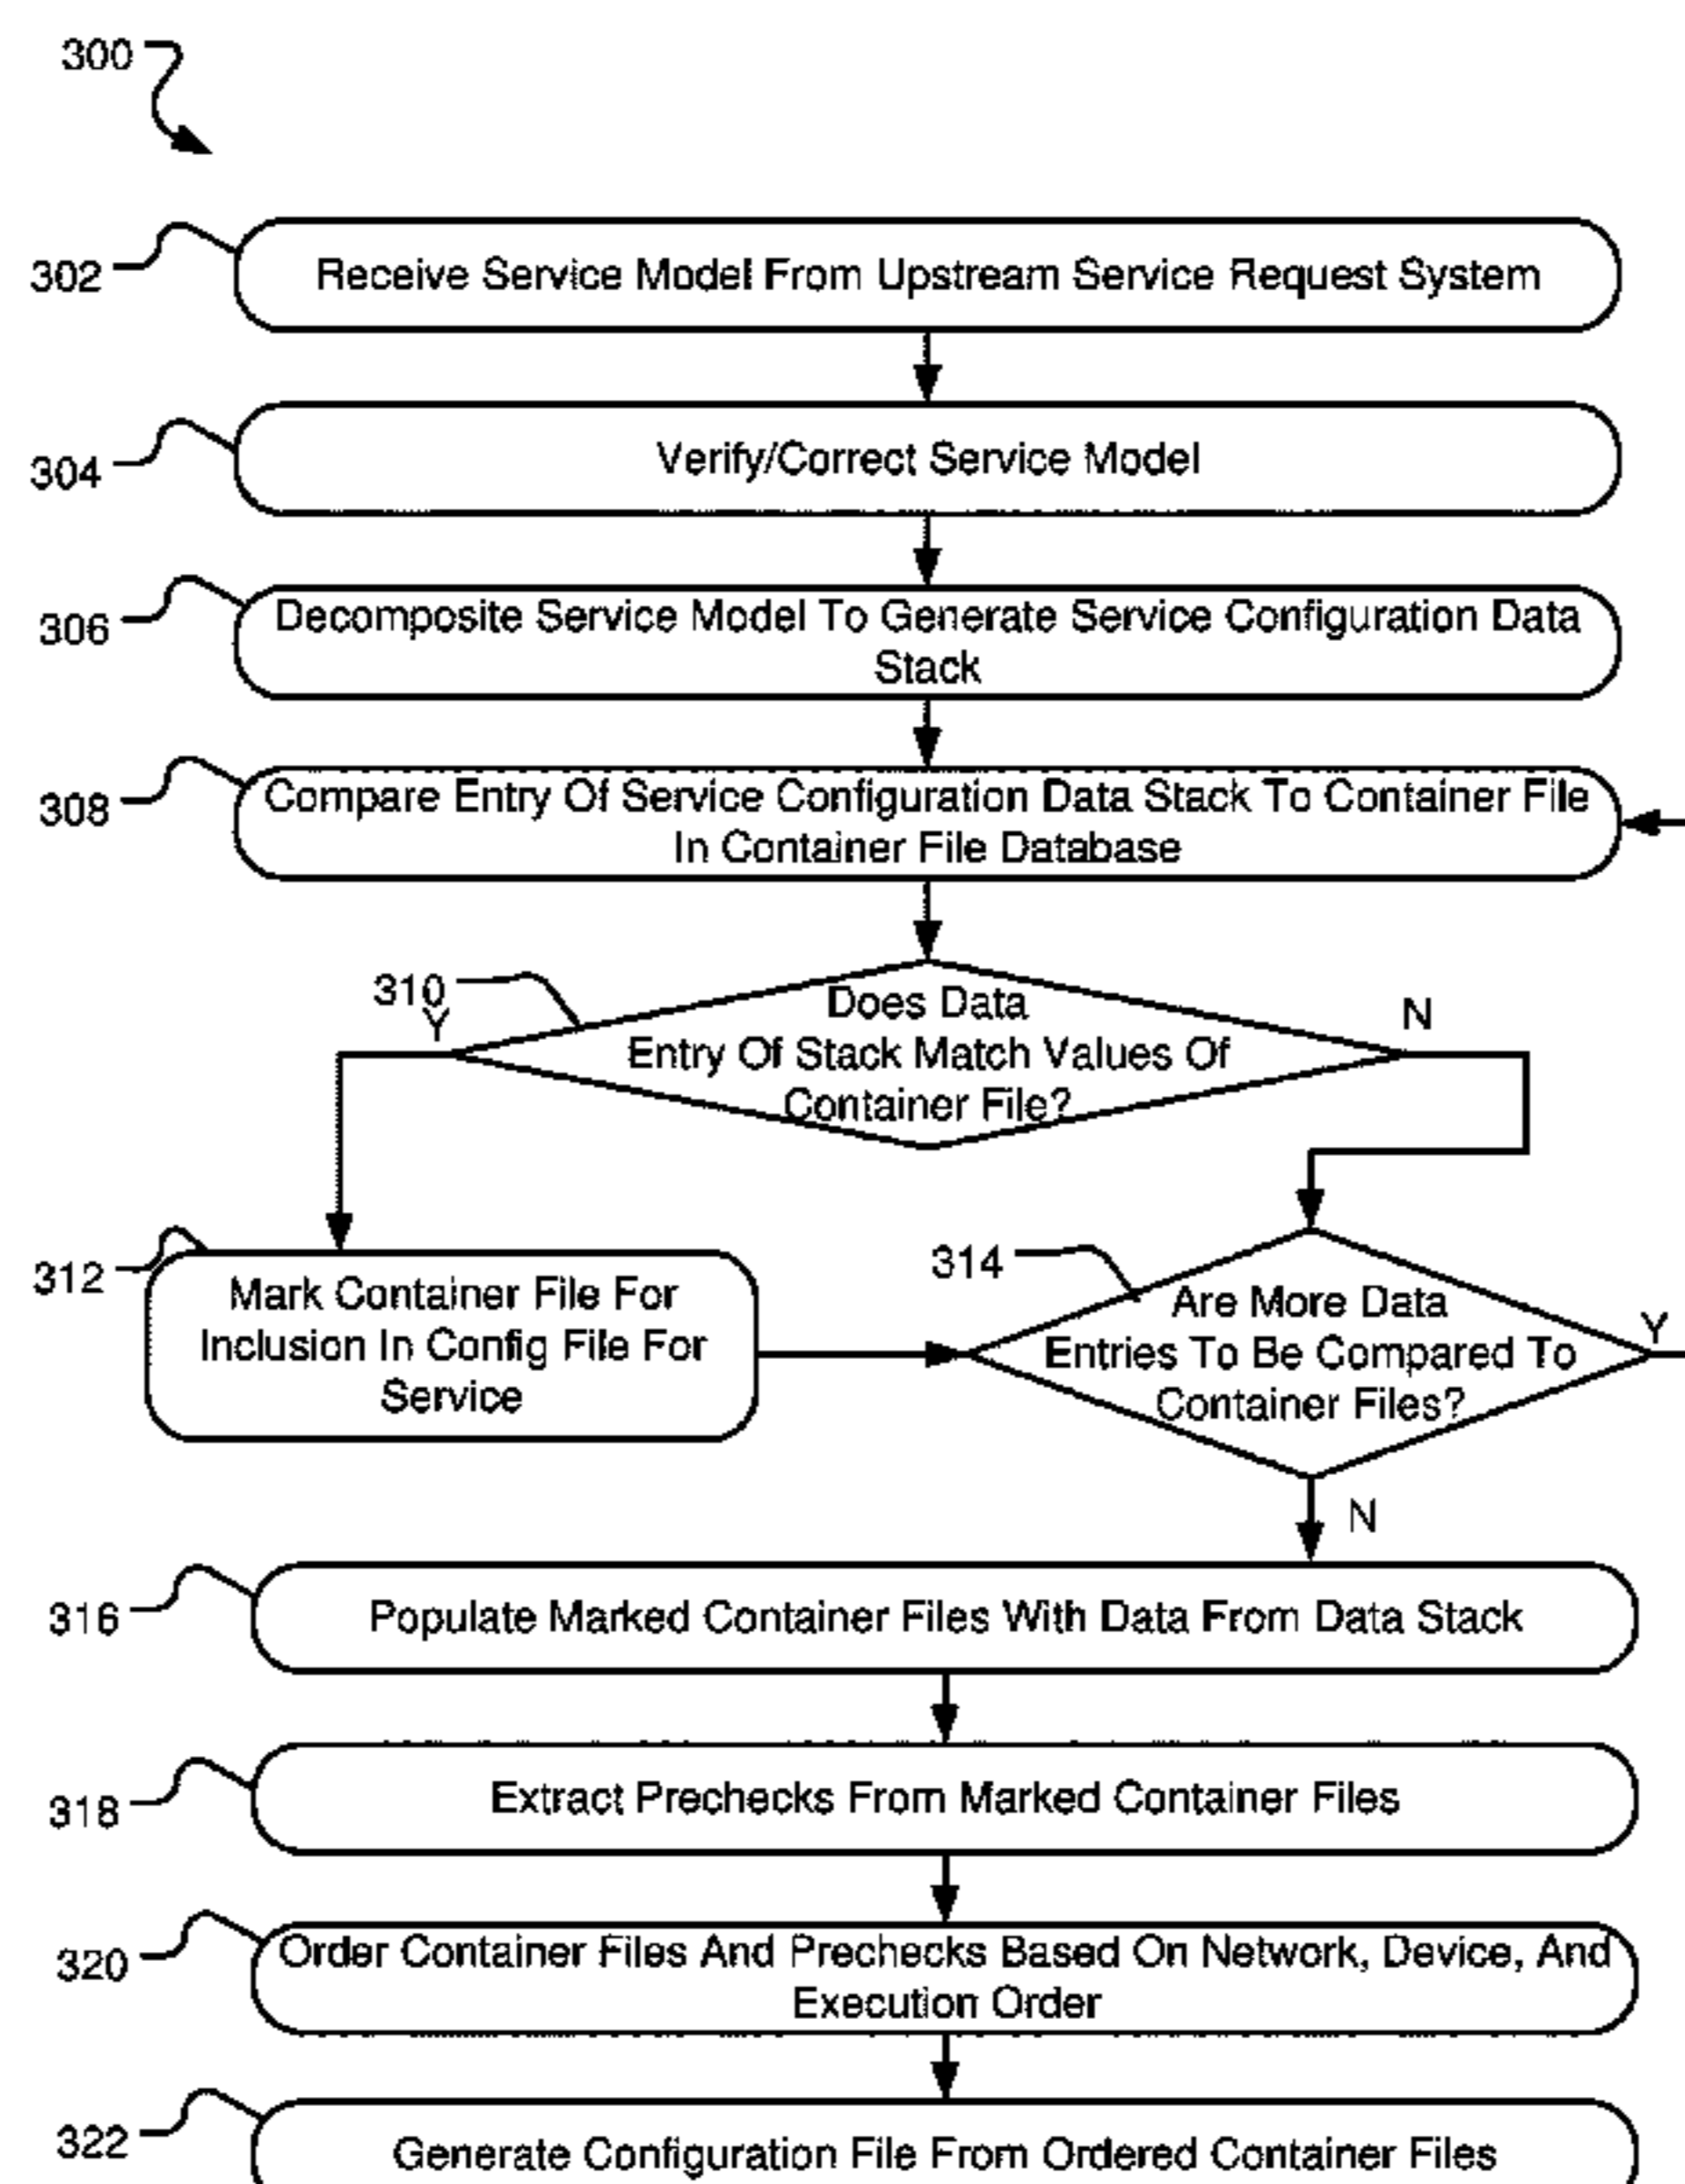 300
302
Receive Service Model From Upstream Service Request System
304
Verify/Correct Service Model
306
Decomposite Service Model To Generate Service Configuration Data
Stack
308
Compare Entry Of Service Configuration Data Stack To Container File
In Container File Database
310
Y
Does Data
Entry Of Stack Match Values Of
Container File?
N
312
Mark Container File For
Inclusion In Config File For
Service
314
Are More Data
Entries To Be Compared To
Container Files?
Y
N
316
Populate Marked Container Files With Data From Data Stack
318
Extract Prechecks From Marked Container Files
320
Order Container Files And Prechecks Based On Network, Device, And
Execution Order
322
Generate Configuration File From Ordered Container Files